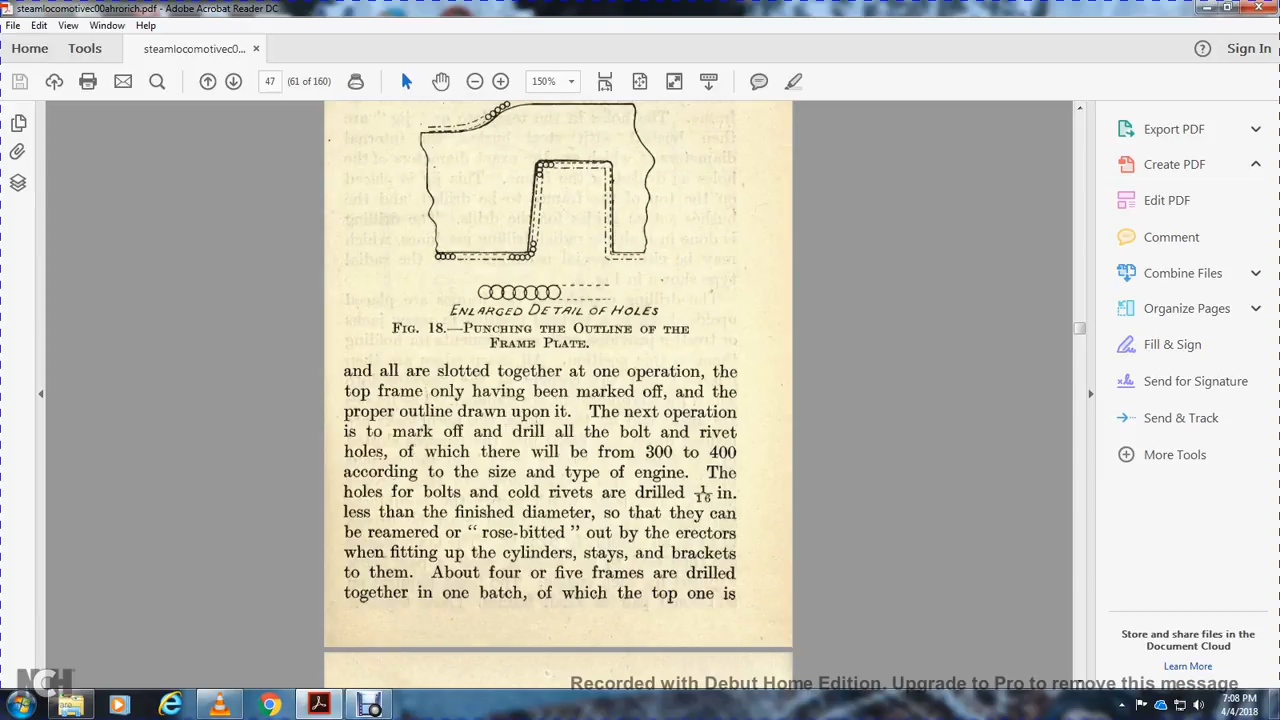 steamlocomotivec00ahrorich.pdf - Adobe Acrobat Reader DC
File Edit View Window Help
Home Tools steamlocomotivec0... × Sign In
47 (61 of 160) 150%
ENLARGED DETAIL OF HOLES
FIG. 18.—PUNCHING THE OUTLINE OF THE
FRAME PLATE.
and all are slotted together at one operation, the
top frame only having been marked off, and the
proper outline drawn upon it. The next operation
is to mark off and drill all the bolt and rivet
holes, of which there will be from 300 to 400
according to the size and type of engine. The
holes for bolts and cold rivets are drilled 1/16 in.
less than the finished diameter, so that they can
be reamered or “ rose-bitted ” out by the erectors
when fitting up the cylinders, stays, and brackets
to them. About four or five frames are drilled
together in one batch, of which the top one is
Export PDF
Create PDF
Edit PDF
Comment
Combine Files
Organize Pages
Fill & Sign
Send for Signature
Send & Track
More Tools
Store and share files in the
Document Cloud
Learn More
NCH
Recorded with Debut Home Edition. Upgrade to Pro to remove this message
7:08 PM
4/4/2018